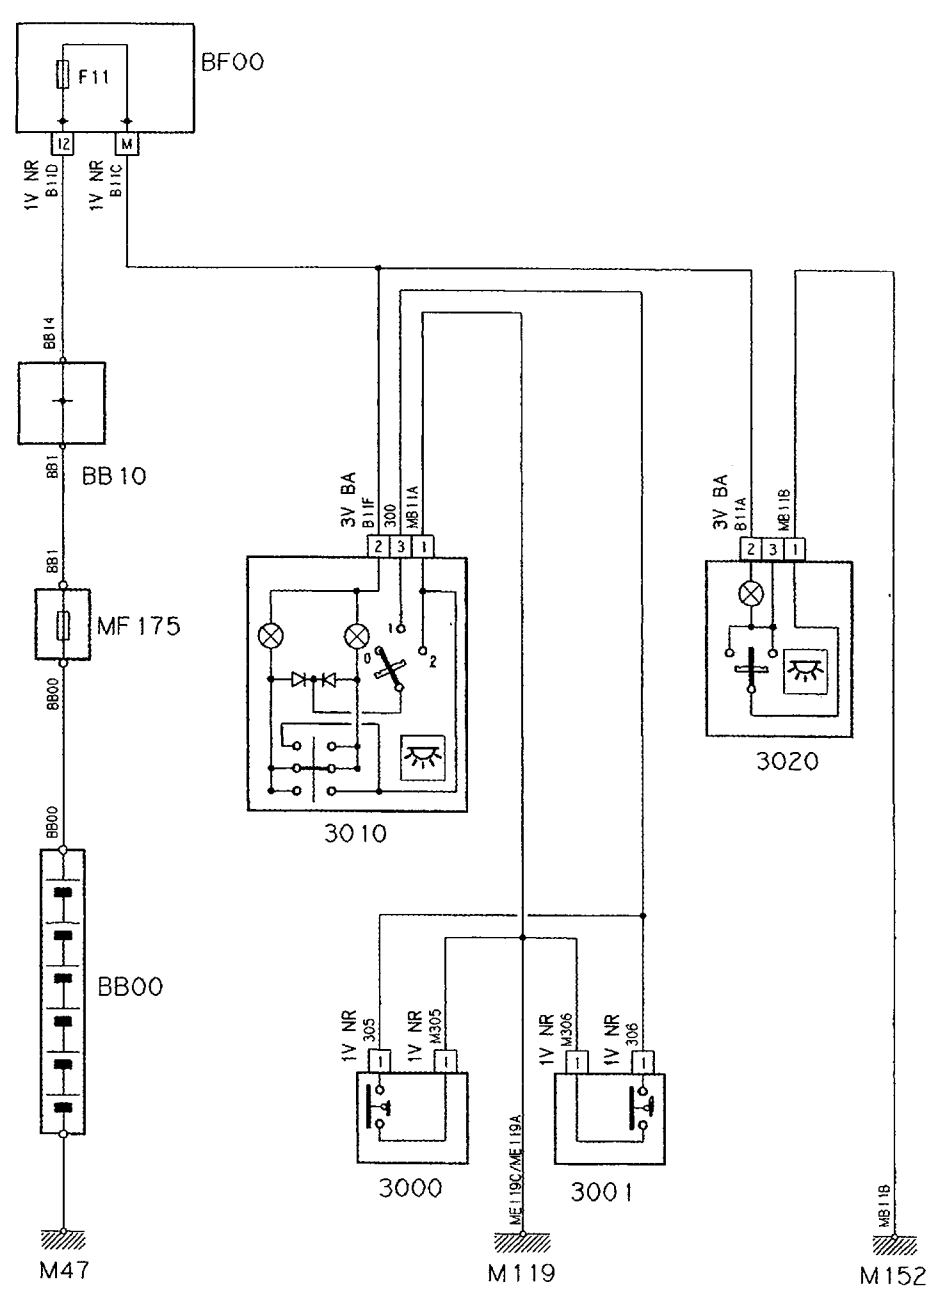 BF00
F11
12 M
1V NR
B11D
1V NR
B11C
BB14
BB10
BB1
BB1
MF175
BB00
BB00
BB00
M47
3V BA
B11F
300
MB11A
2 3 1
1
0
2
3010
3V BA
B11A
MB11B
2 3 1
3020
1V NR
305
1V NR
M305
1 1
3000
1V NR
M306
1V NR
306
1 1
3001
ME119C/ME119A
M119
MB11B
M152